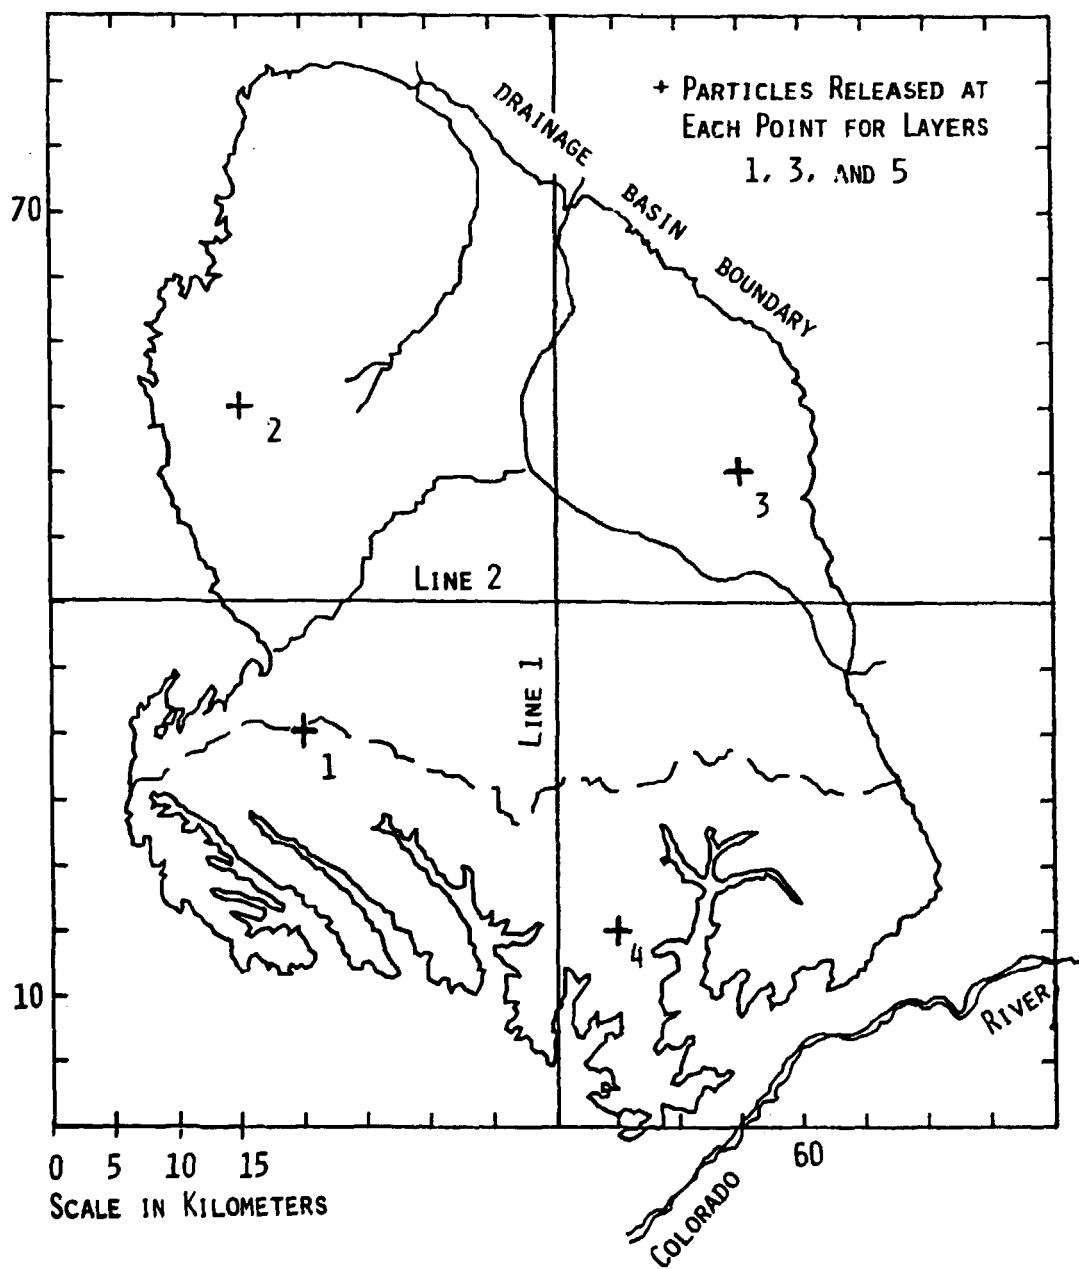 + PARTICLES RELEASED AT
EACH POINT FOR LAYERS
1, 3, AND 5
DRAINAGE
BASIN
BOUNDARY
70
2
3
LINE 2
LINE 1
1
4
10
RIVER
COLORADO
0 5 10 15 60
SCALE IN KILOMETERS